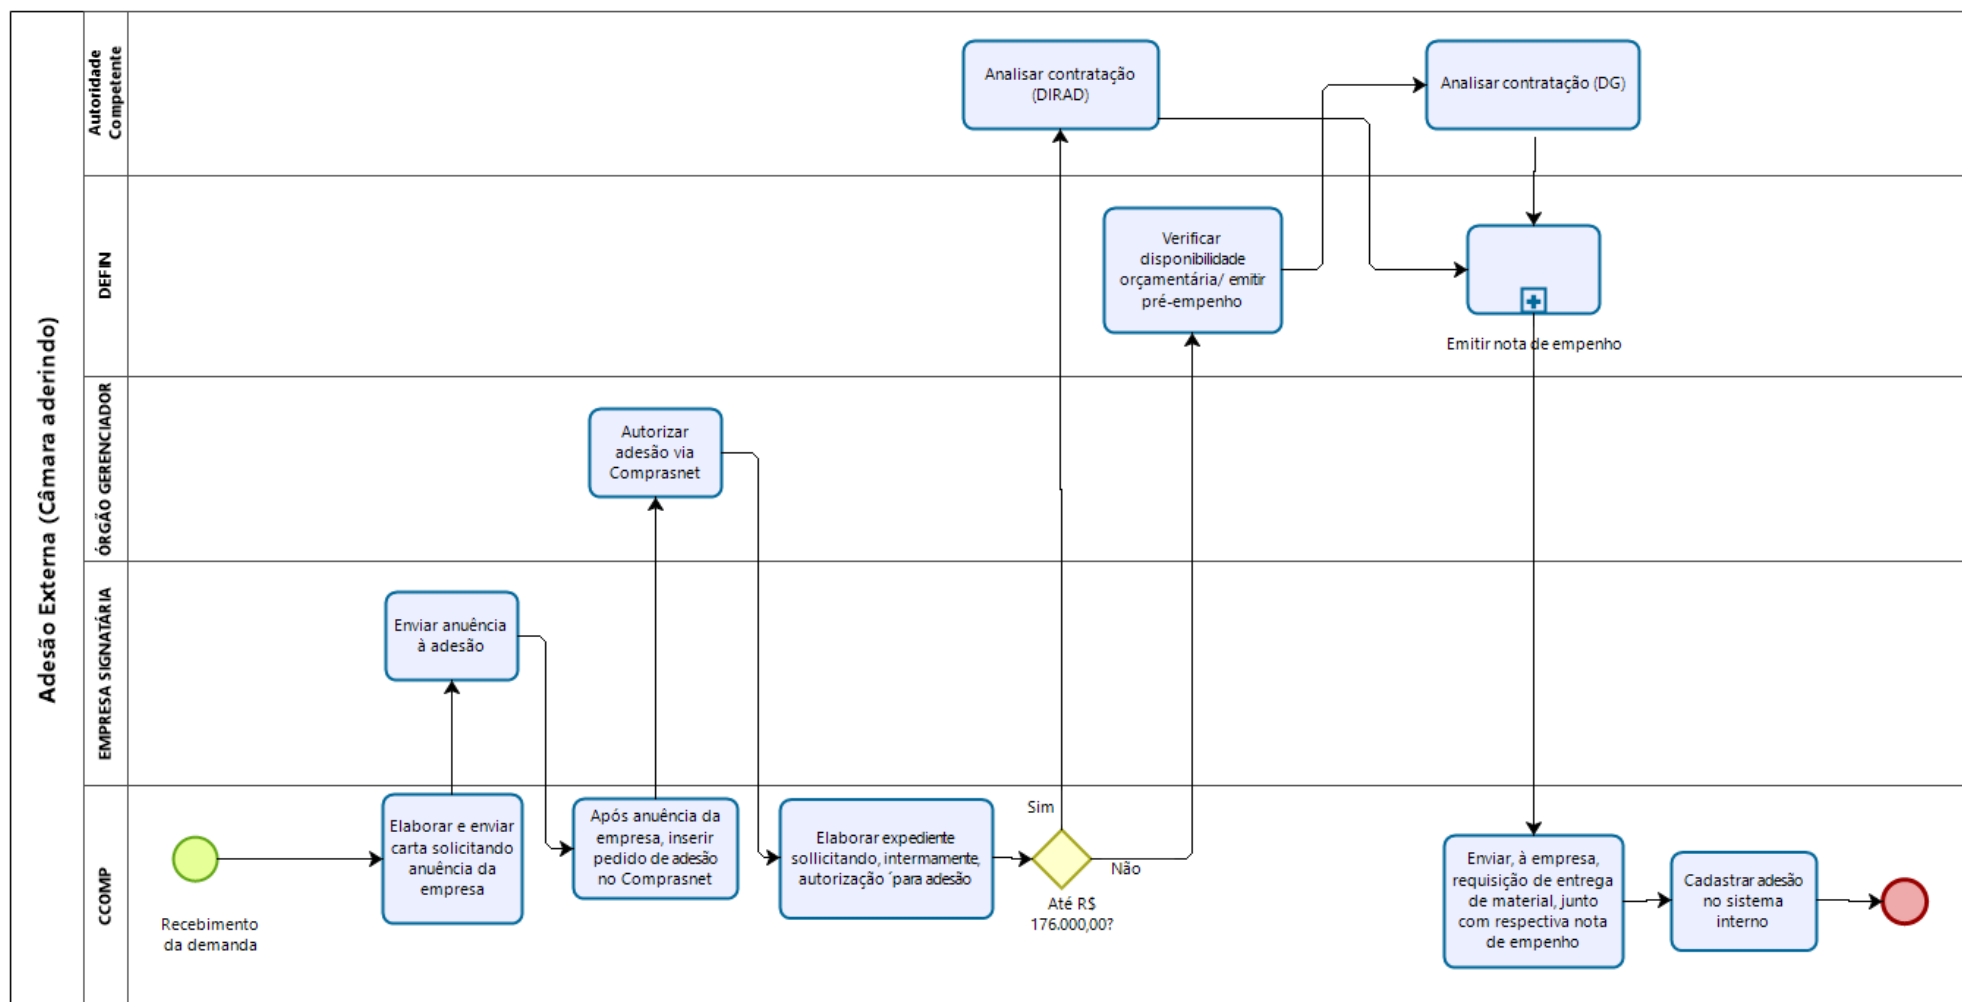 Adesão Externa (Câmara aderindo)
Autoridade
Competente
Analisar contratação
(DIRAD)
Analisar contratação (DG)
DEFIN
Verificar
disponibilidade
orçamentária/ emitir
pré-empenho
Emitir nota de empenho
ÓRGÃO GERENCIADOR
Autorizar
adesão via
Comprasnet
EMPRESA SIGNATÁRIA
Enviar anuência
à adesão
CCOMP
Recebimento
da demanda
Elaborar e enviar
carta solicitando
anuência da
empresa
Após anuência da
empresa, inserir
pedido de adesão
no Comprasnet
Elaborar expediente
sollicitando, intermamente,
autorização ´para adesão
Sim
Não
Até R$
176.000,00?
Enviar, à empresa,
requisição de entrega
de material, junto
com respectiva nota
de empenho
Cadastrar adesão
no sistema
interno